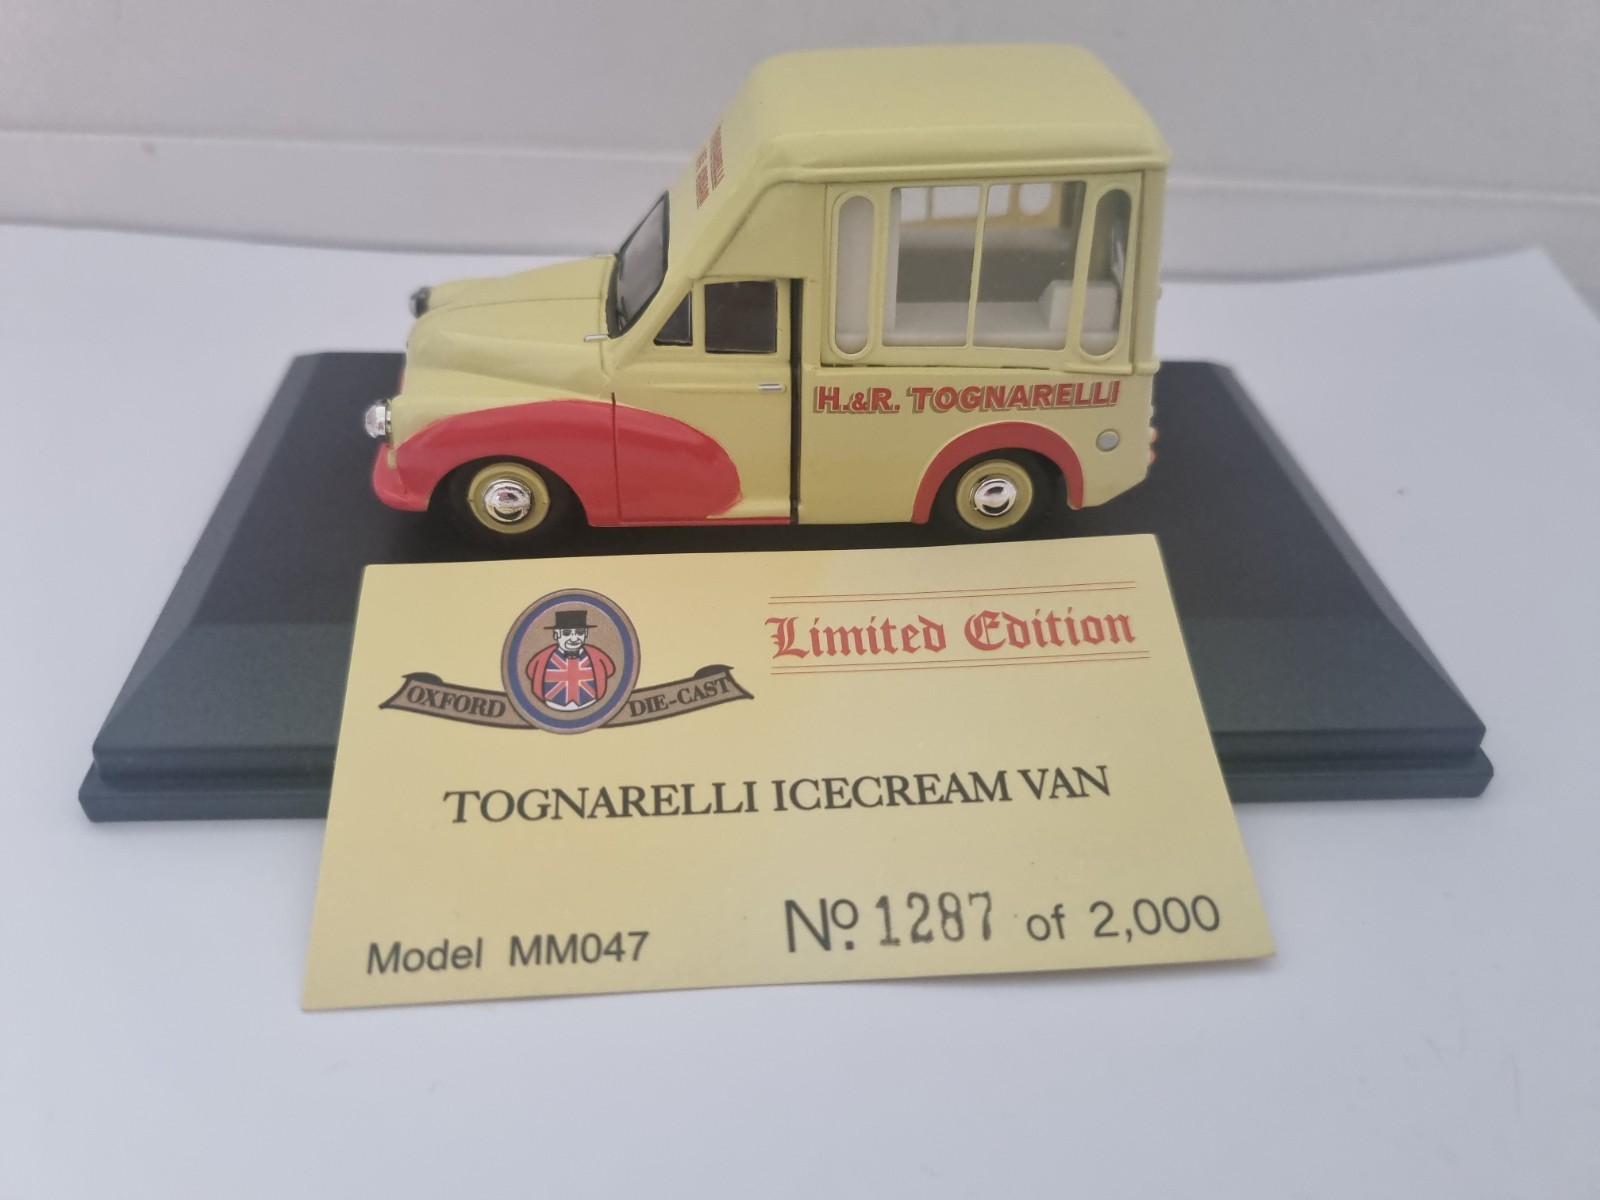 H.&R. TOGNARELLI
OXFORD DIE-CAST
Limited Edition
TOGNARELLI ICECREAM VAN
Model MM047
No. 1287 of 2,000